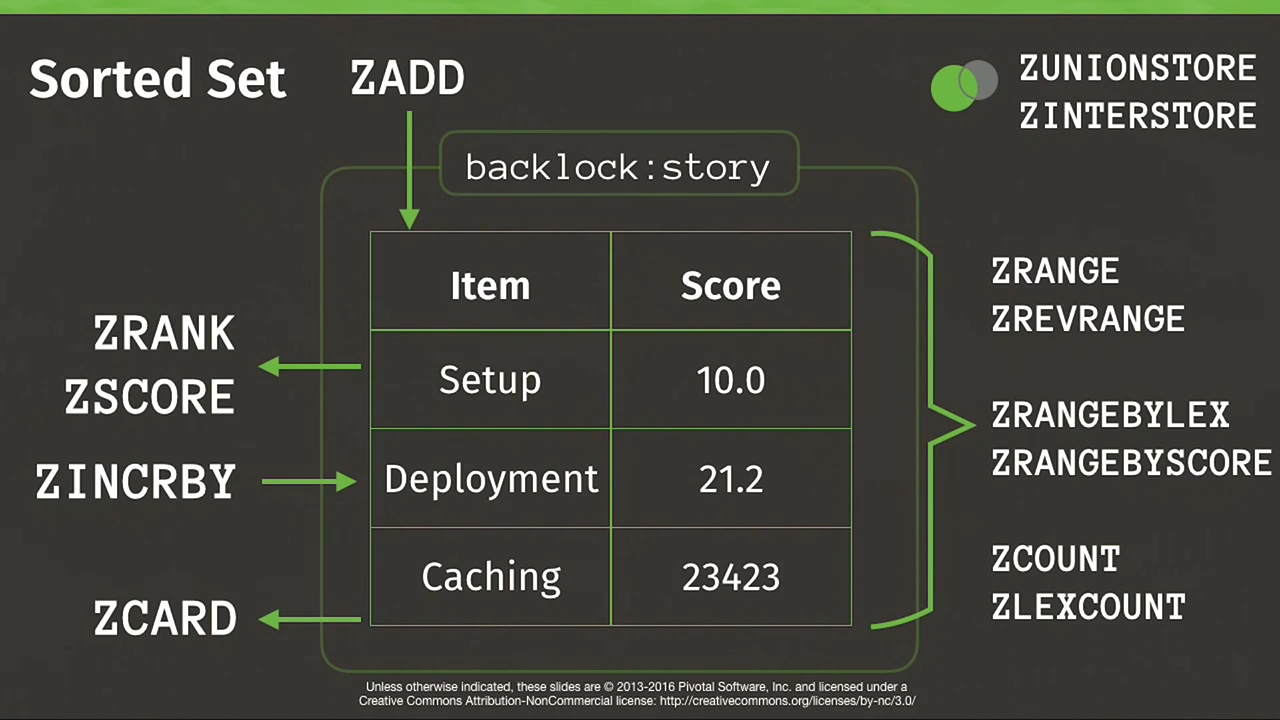 Sorted Set
ZADD
ZUNIONSTORE
ZINTERSTORE
backlock:story
Item Score
Setup 10.0
Deployment 21.2
Caching 23423
ZRANK
ZSCORE
ZINCRBY
ZCARD
ZRANGE
ZREVRANGE
ZRANGEBYLEX
ZRANGEBYSCORE
ZCOUNT
ZLEXCOUNT
Unless otherwise indicated, these slides are © 2013-2016 Pivotal Software, Inc. and licensed under a
Creative Commons Attribution-NonCommercial license: http://creativecommons.org/licenses/by-nc/3.0/